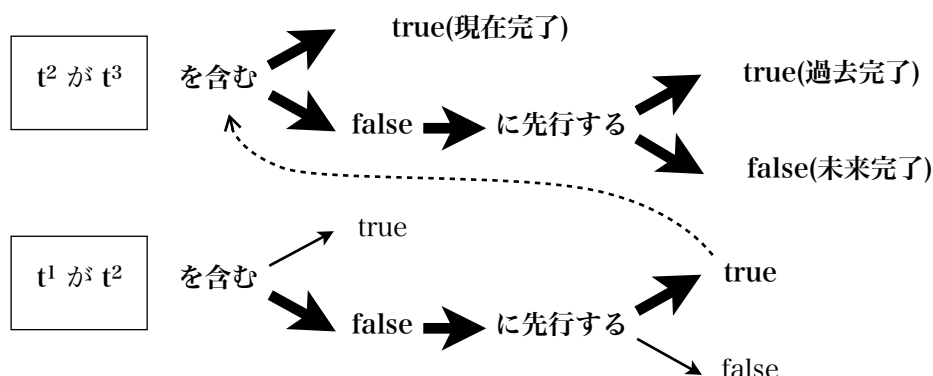 true(現在完了)
t² が t³ を含む
true(過去完了)
false に先行する
false(未来完了)
true
t¹ が t² を含む
true
false に先行する
false